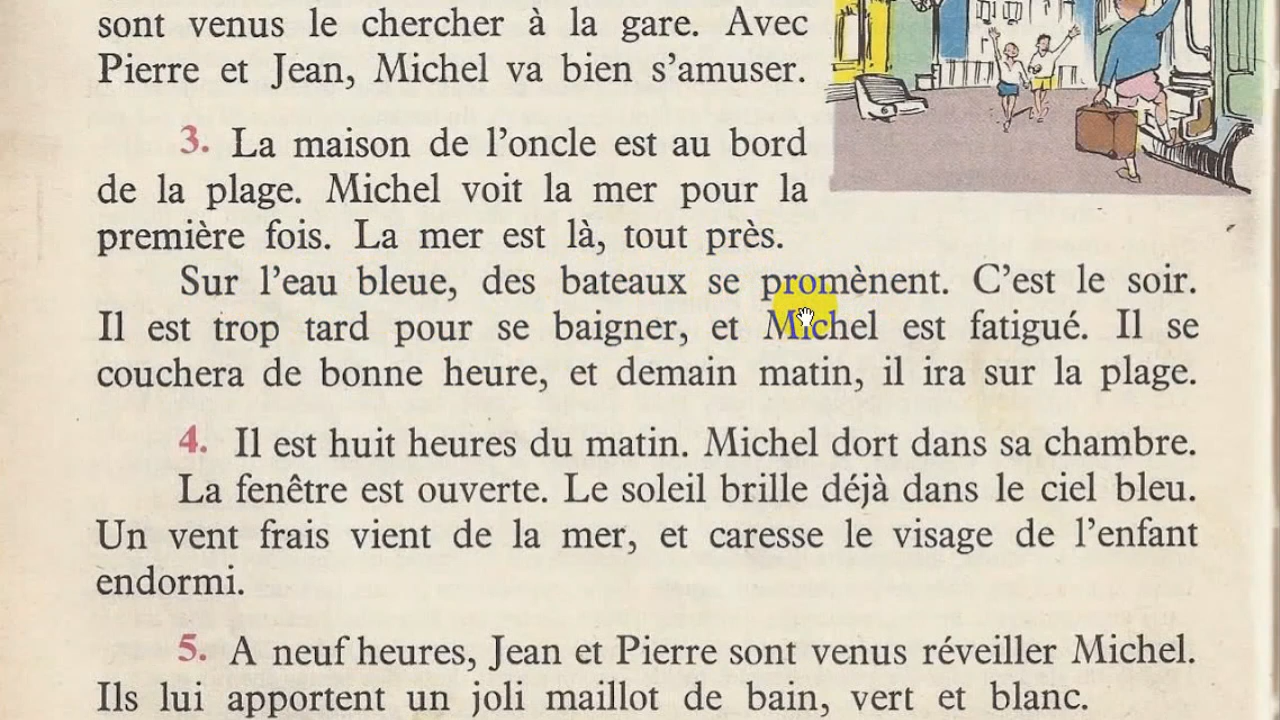 sont venus le chercher à la gare. Avec
Pierre et Jean, Michel va bien s’amuser.
3. La maison de l’oncle est au bord
de la plage. Michel voit la mer pour la
première fois. La mer est là, tout près.
Sur l’eau bleue, des bateaux se promènent. C’est le soir.
Il est trop tard pour se baigner, et Michel est fatigué. Il se
couchera de bonne heure, et demain matin, il ira sur la plage.
4. Il est huit heures du matin. Michel dort dans sa chambre.
La fenêtre est ouverte. Le soleil brille déjà dans le ciel bleu.
Un vent frais vient de la mer, et caresse le visage de l’enfant
endormi.
5. A neuf heures, Jean et Pierre sont venus réveiller Michel.
Ils lui apportent un joli maillot de bain, vert et blanc.